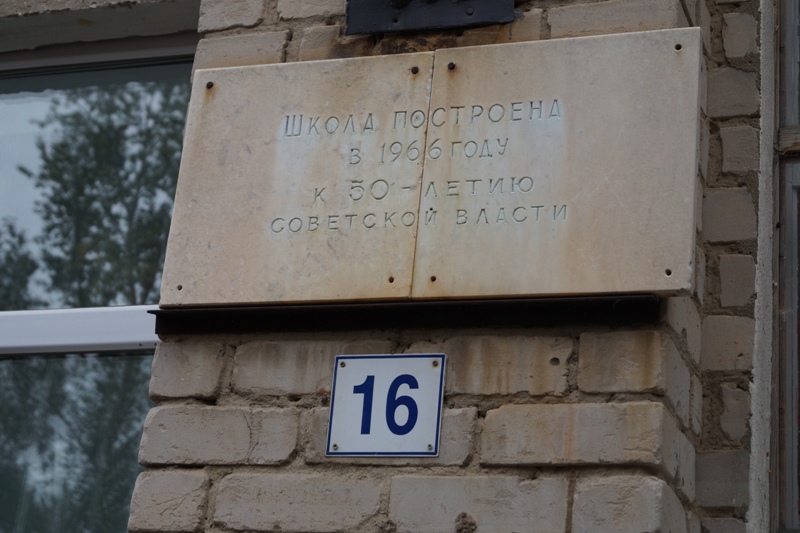 ШКОЛА ПОСТРОЕНА
В 1966 ГОДУ
К 50-ЛЕТИЮ
СОВЕТСКОЙ ВЛАСТИ
16